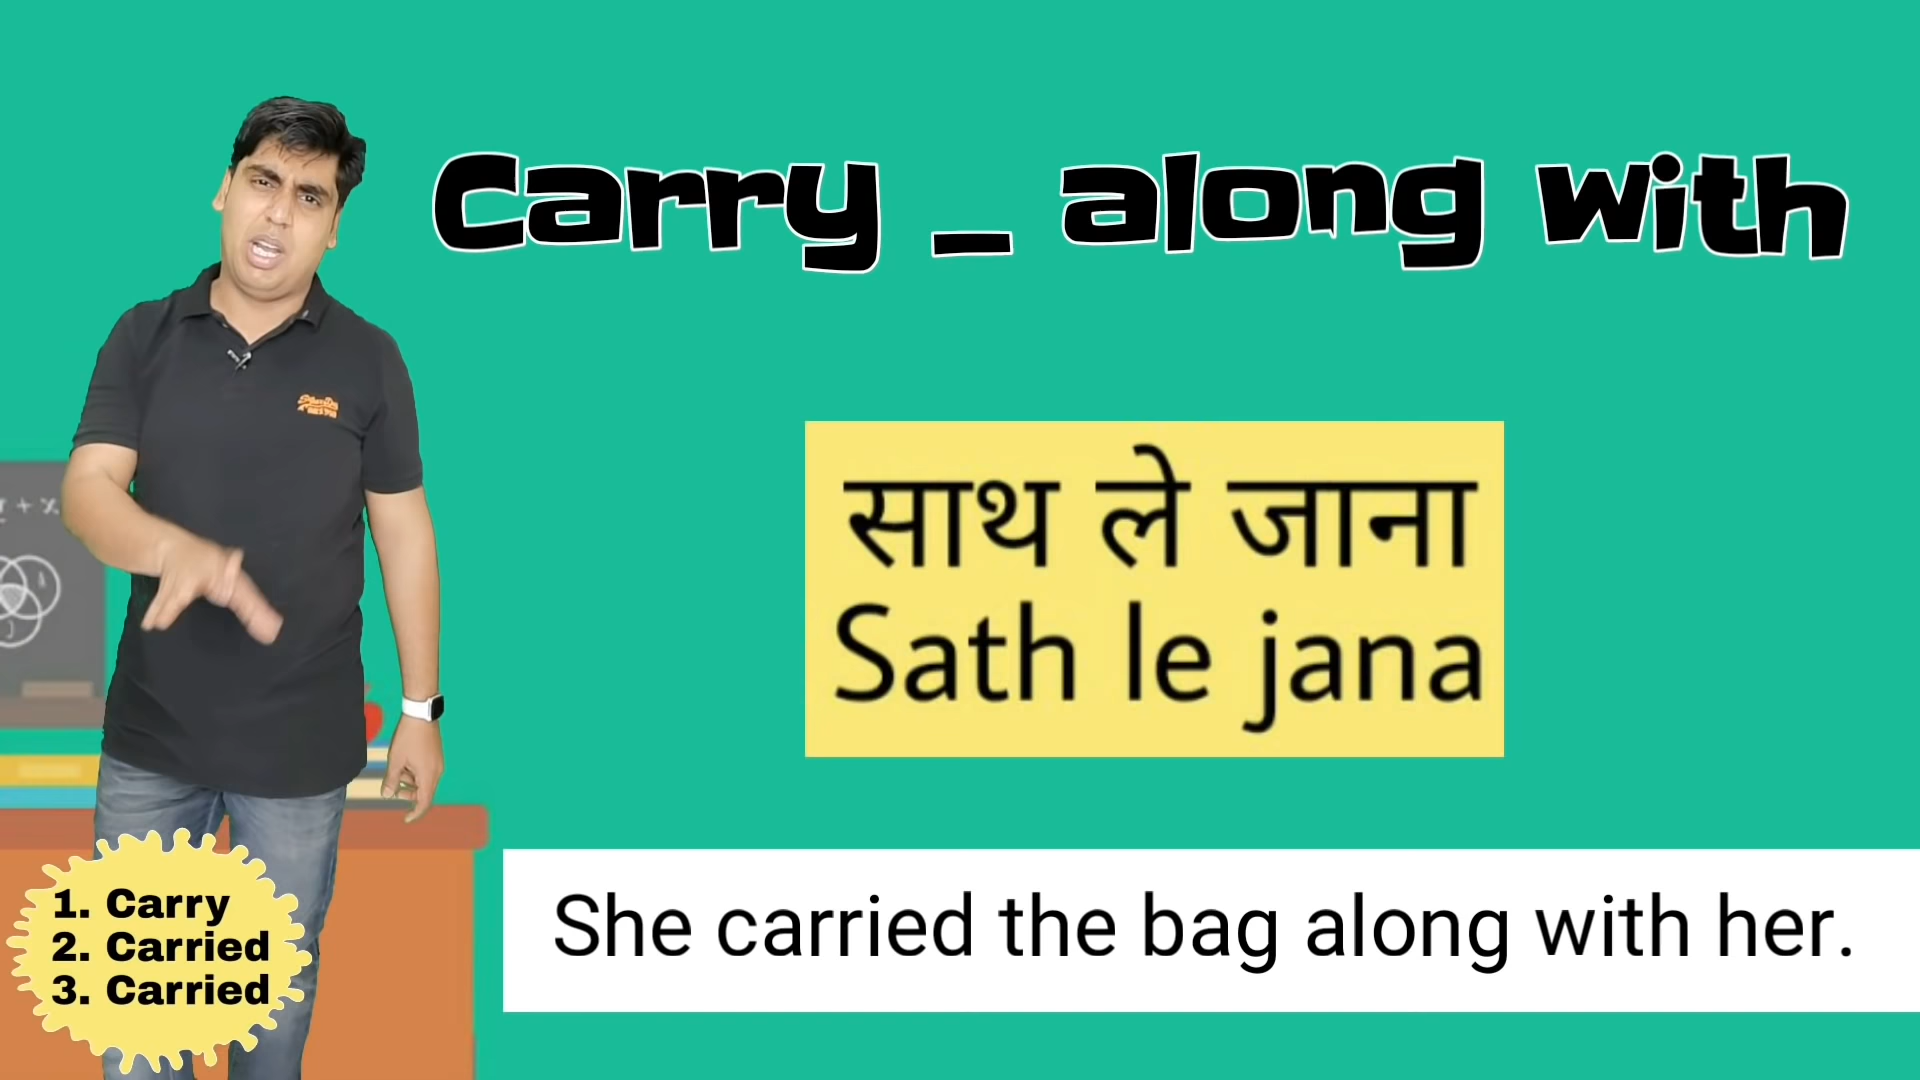 Carry _ along with
साथ ले जाना
Sath le jana
She carried the bag along with her.
1. Carry
2. Carried
3. Carried